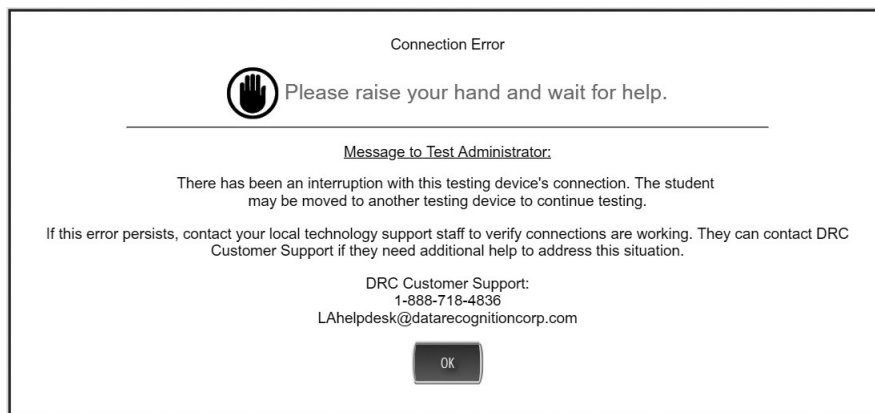 Connection Error
Please raise your hand and wait for help.
Message to Test Administrator:
There has been an interruption with this testing device's connection. The student
may be moved to another testing device to continue testing.
If this error persists, contact your local technology support staff to verify connections are working. They can contact DRC
Customer Support if they need additional help to address this situation.
DRC Customer Support:
1-888-718-4836
LAhelpdesk@datarecognitioncorp.com
OK